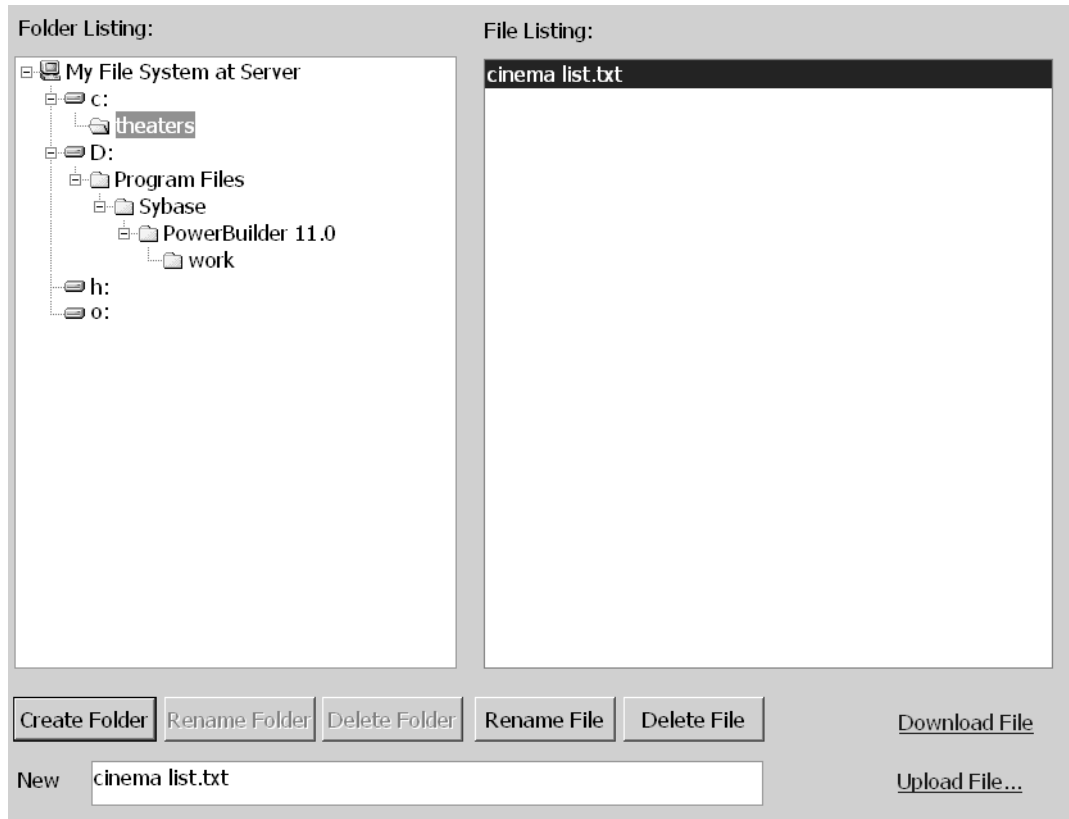 Folder Listing:
My File System at Server
c:
theaters
D:
Program Files
Sybase
PowerBuilder 11.0
work
h:
o:
File Listing:
cinema list.txt
Create Folder
Rename Folder
Delete Folder
Rename File
Delete File
Download File
New
cinema list.txt
Upload File...